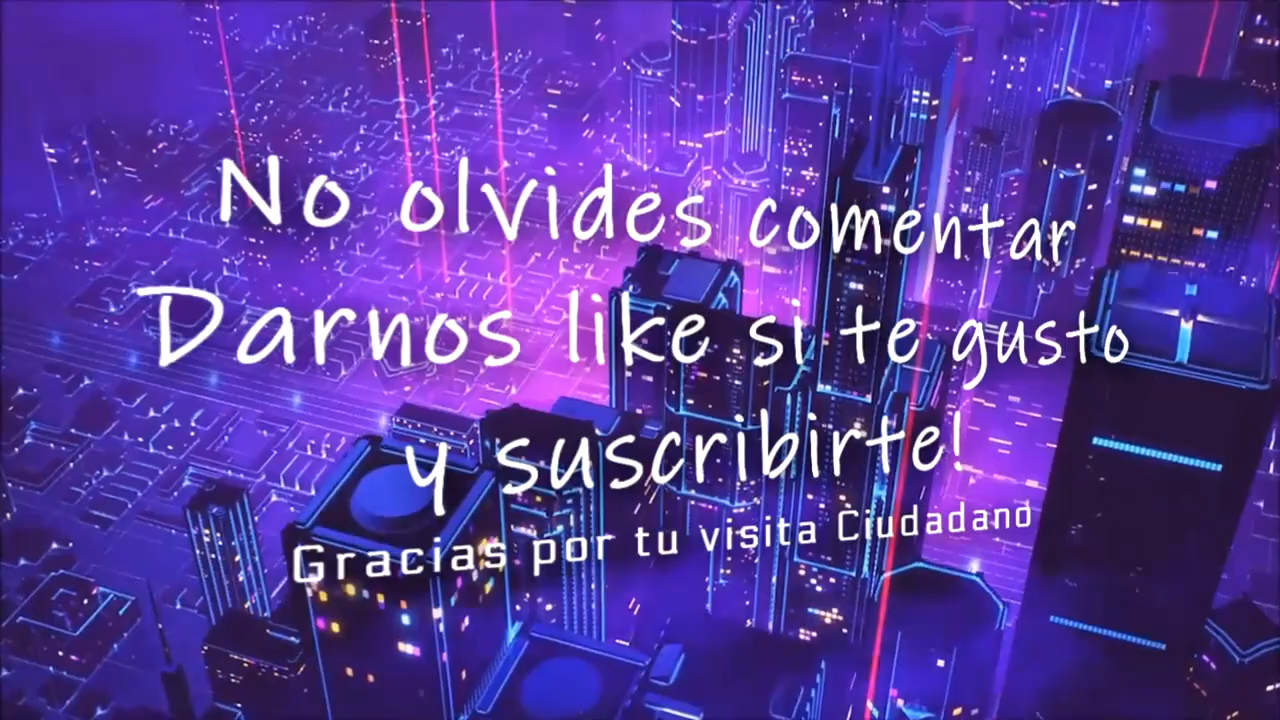 No olvides comentar
Darnos like si te gusto
y suscribirte!
Gracias por tu visita Ciudadano